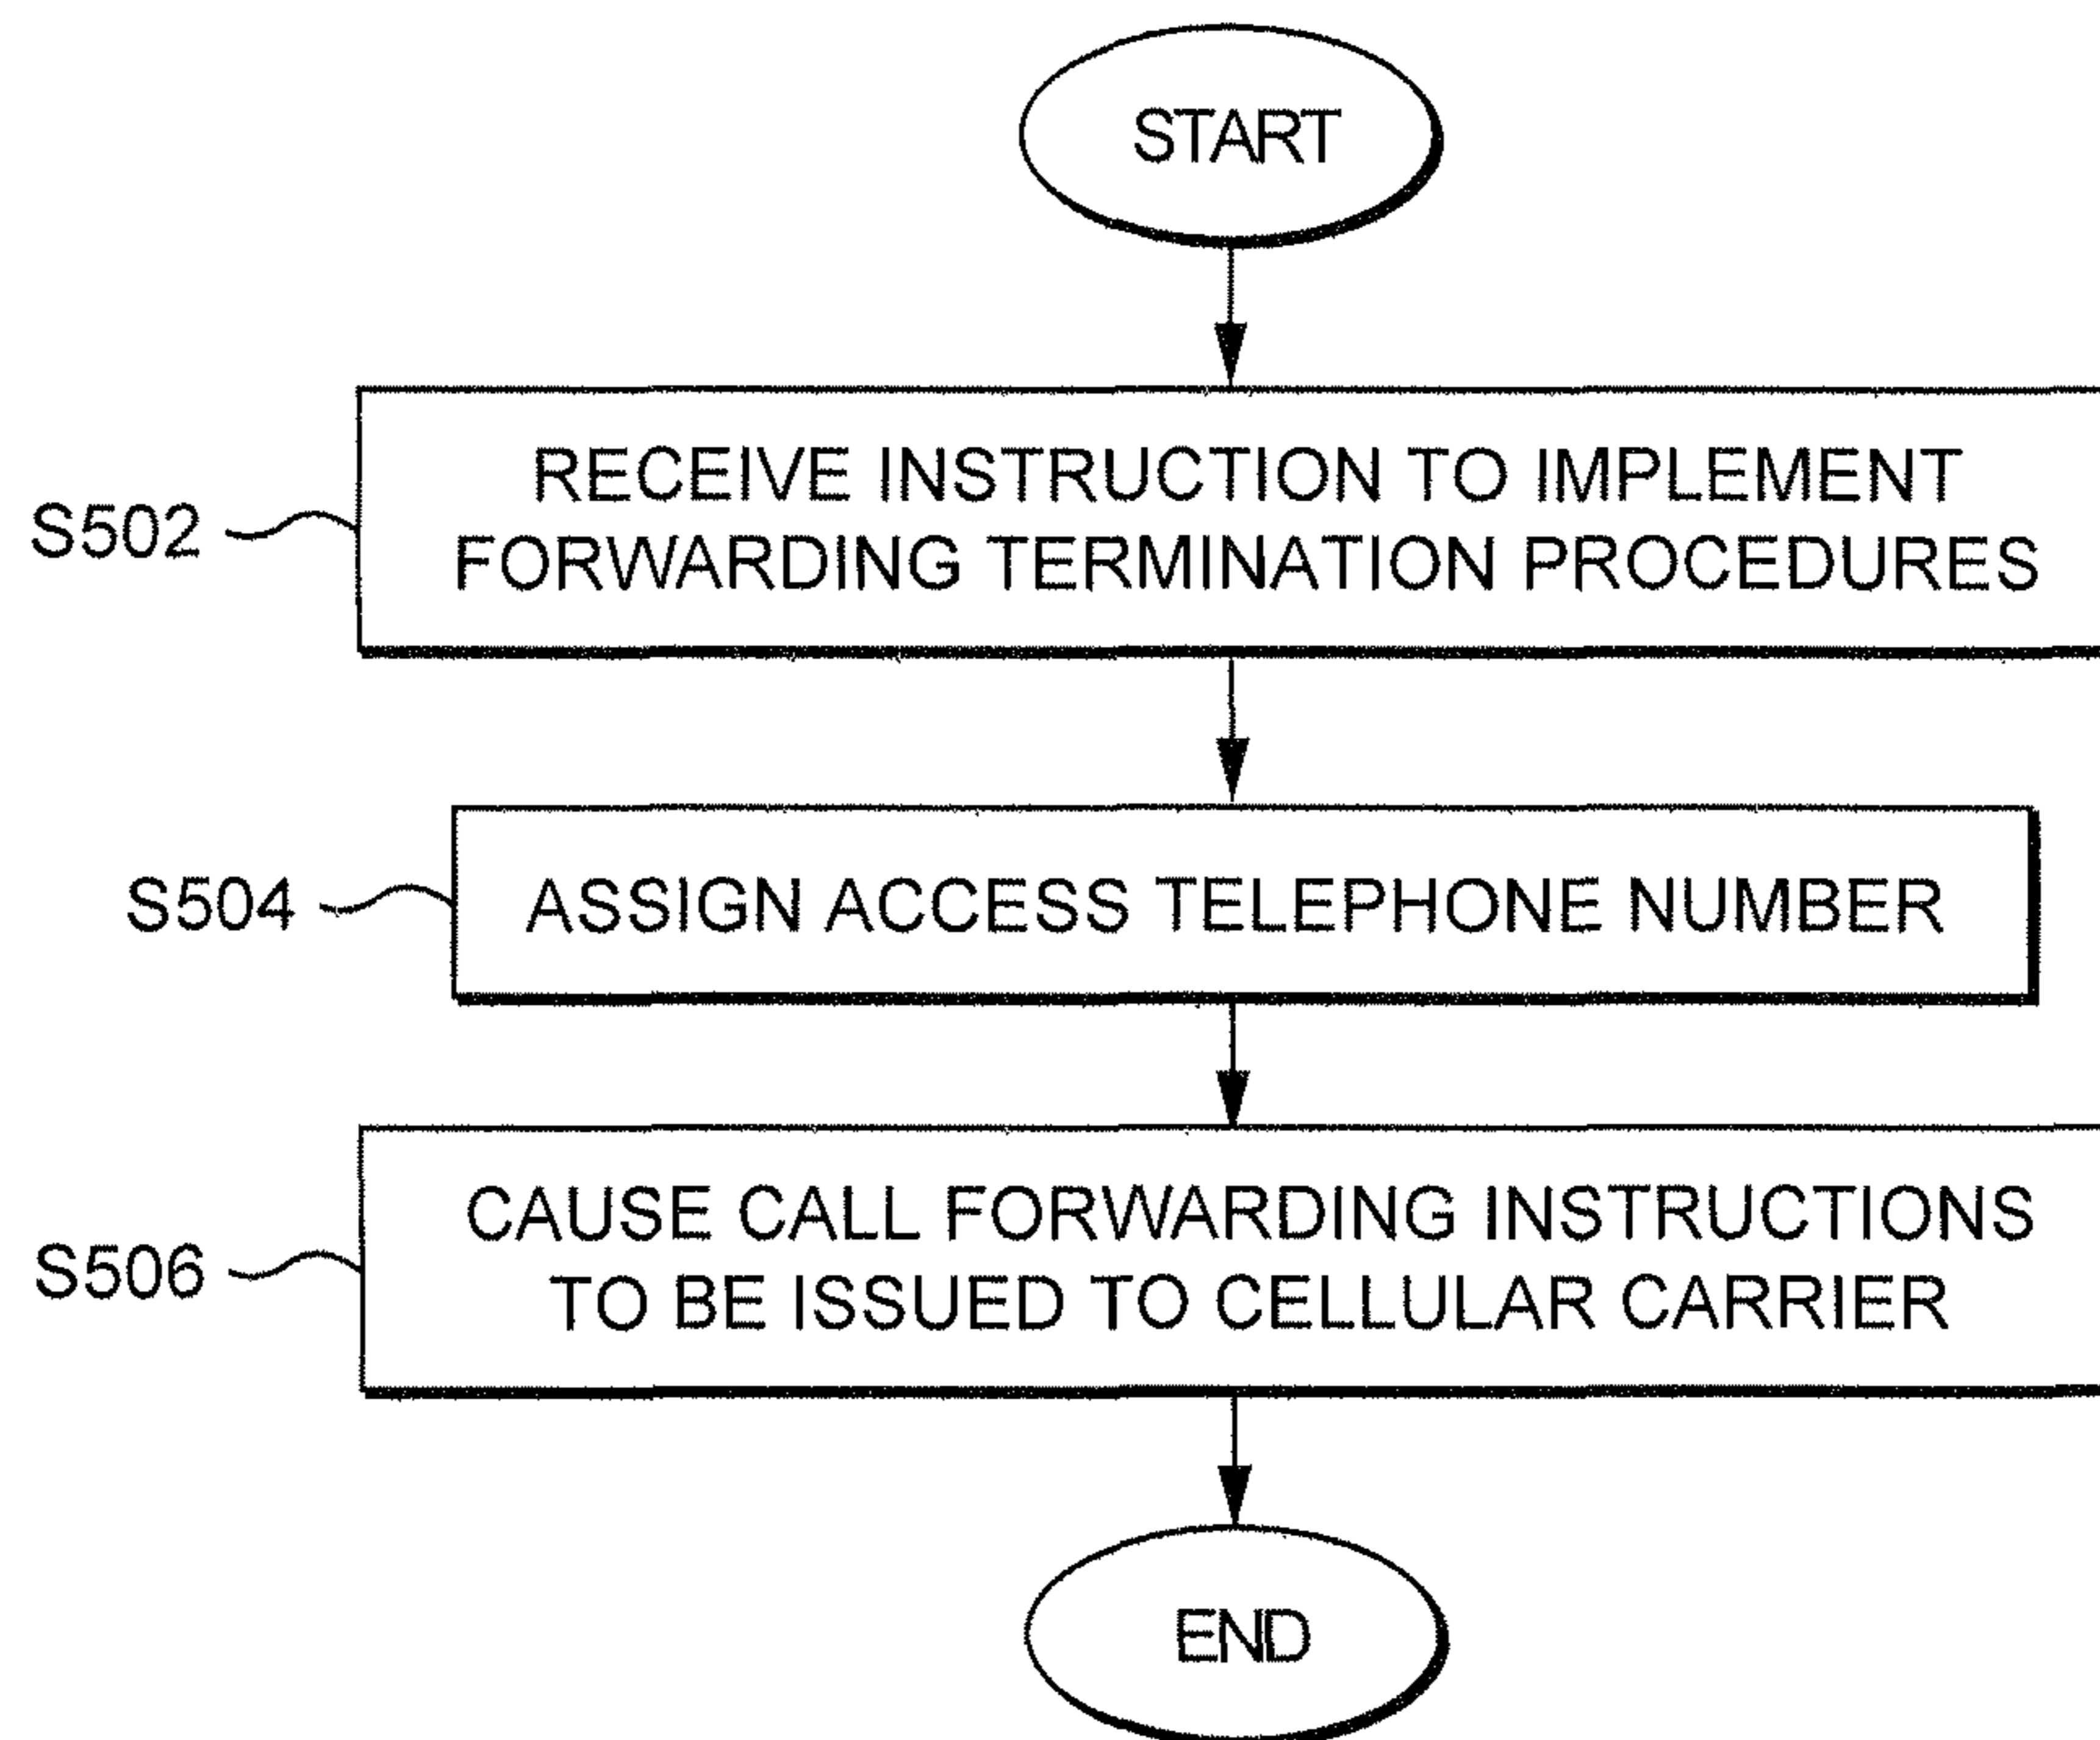 START
S502
RECEIVE INSTRUCTION TO IMPLEMENT
FORWARDING TERMINATION PROCEDURES
S504
ASSIGN ACCESS TELEPHONE NUMBER
S506
CAUSE CALL FORWARDING INSTRUCTIONS
TO BE ISSUED TO CELLULAR CARRIER
END